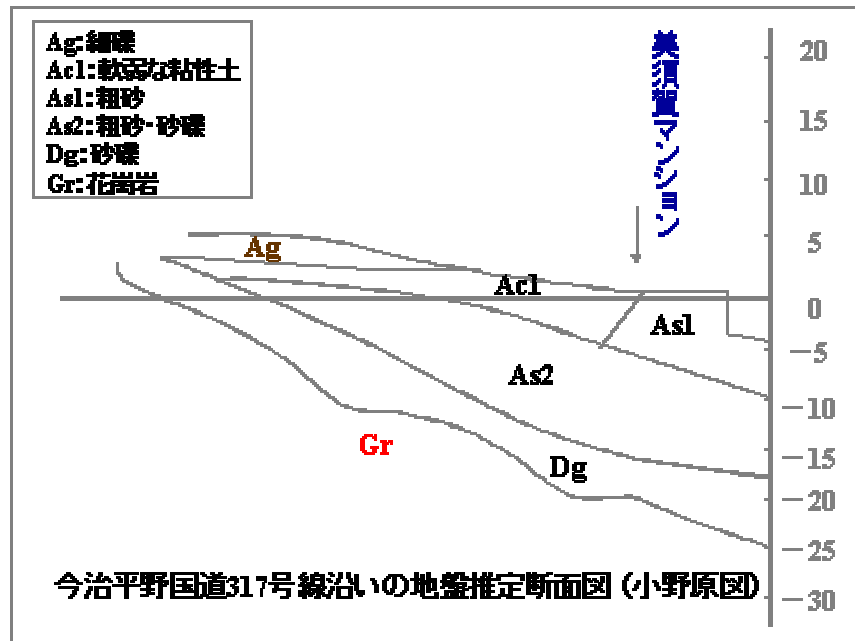 Ag:細礫
Ac1:軟弱な粘性土
As1:粗砂
As2:粗砂・砂礫
Dg:砂礫
Gr:花崗岩
美須賀マンション
20
15
10
5
0
－5
－10
－15
－20
－25
－30
Ag
Ac1
As1
As2
Gr
Dg
今治平野国道317号線沿いの地盤推定断面図（小野原図）